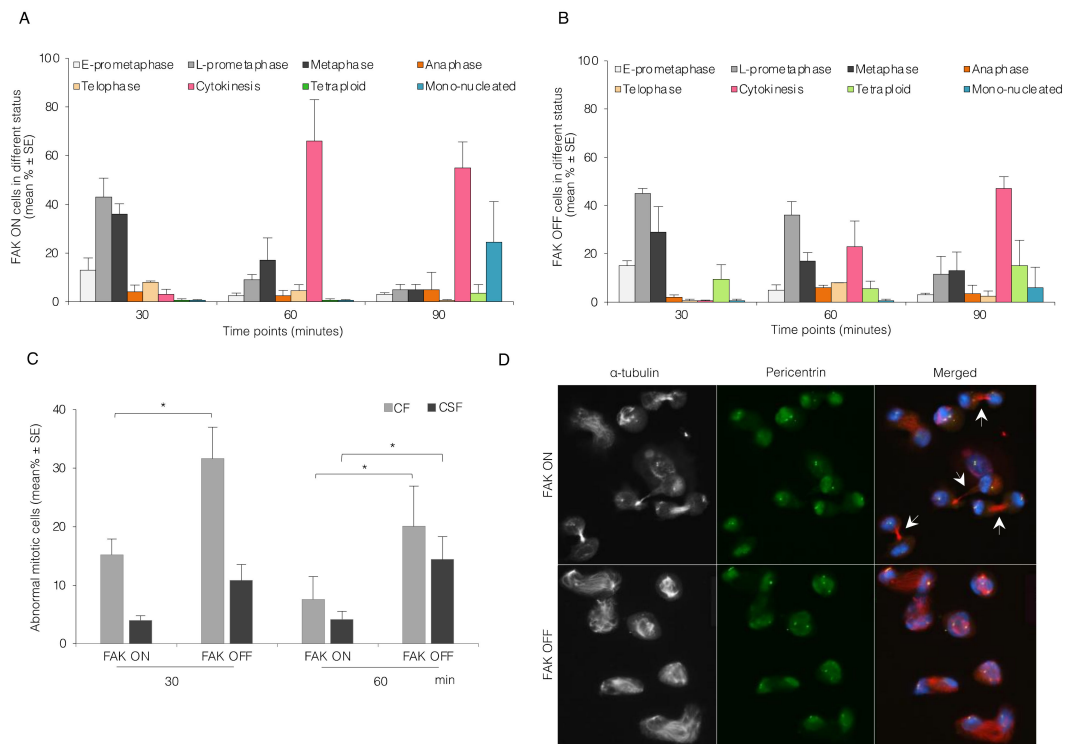 A
FAK ON cells in different status
(mean % ± SE)
100
80
60
40
20
0
E-prometaphase L-prometaphase Metaphase Anaphase
Telophase Cytokinesis Tetraploid Mono-nucleated
30 60 90
Time points (minutes)
B
FAK OFF cells in different status
(mean % ± SE)
100
80
60
40
20
0
E-prometaphase L-prometaphase Metaphase Anaphase
Telophase Cytokinesis Tetraploid Mono-nucleated
30 60 90
Time points (minutes)
C
Abnormal mitotic cells (mean% ± SE)
40
30
20
10
0
CF CSF
*
*
*
FAK ON FAK OFF FAK ON FAK OFF
30 60 min
D
α-tubulin Pericentrin Merged
FAK ON
FAK OFF